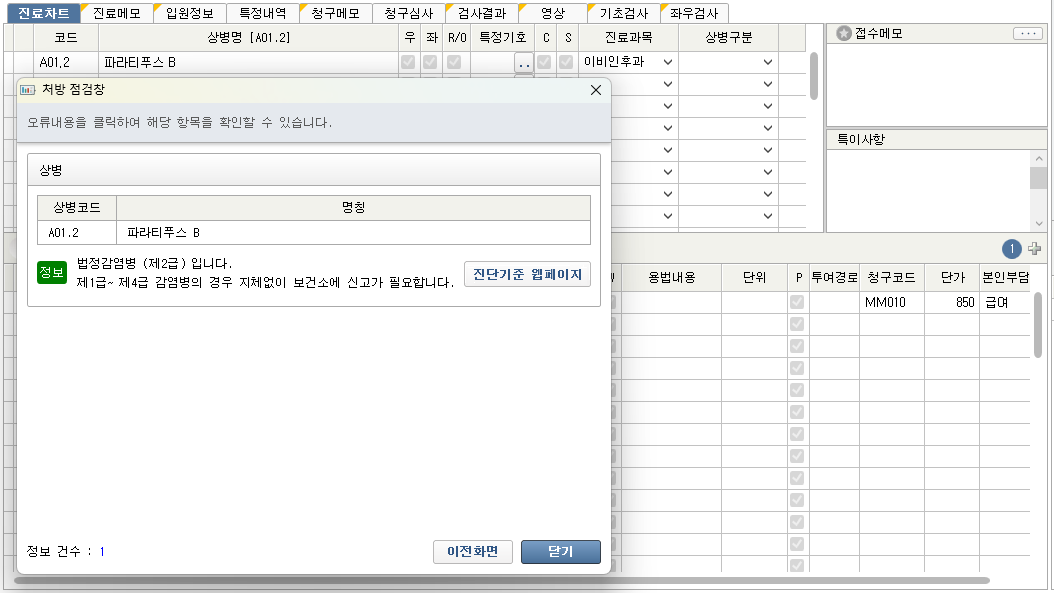 진료차트 진료메모 입원정보 특정내역 청구메모 청구심사 검사결과 영상 기초검사 좌우검사
코드 상병명 [A01.2] 우 좌 R/O 특정기호 C S 진료과목 상병구분
A01.2 파라티푸스 B .. 이비인후과
접수메모 ...
특이사항
처방 점검창
오류내용을 클릭하여 해당 항목을 확인할 수 있습니다.
상병
상병코드 명칭
A01.2 파라티푸스 B
정보
법정감염병 (제2급) 입니다.
제1급~ 제4급 감염병의 경우 지체없이 보건소에 신고가 필요합니다.
진단기준 웹페이지
1
용법내용 단위 P 투여경로 청구코드 단가 본인부담
MM010 850 급여
정보 건수 : 1
이전화면 닫기